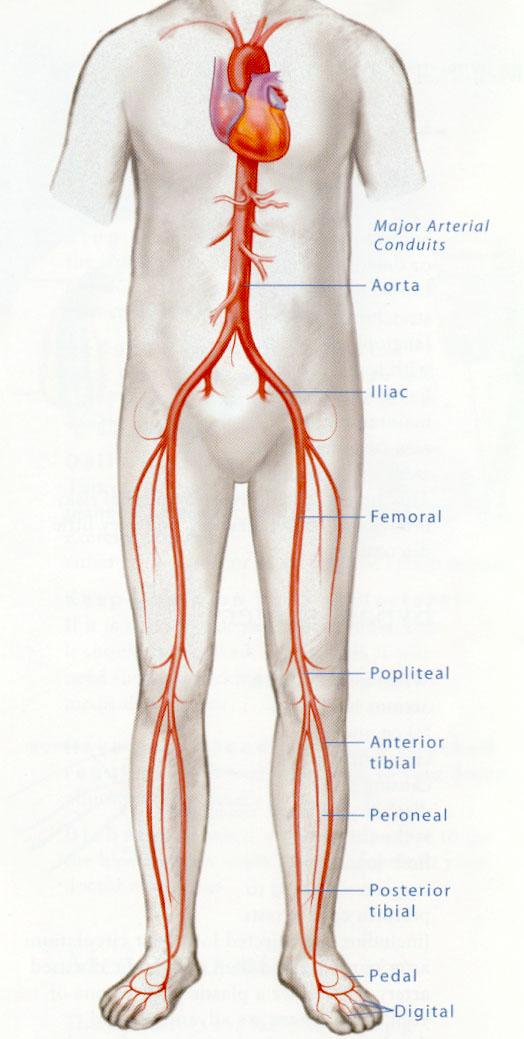 Major Arterial
Conduits
Aorta
Iliac
Femoral
Popliteal
Anterior
tibial
Peroneal
Posterior
tibial
Pedal
Digital